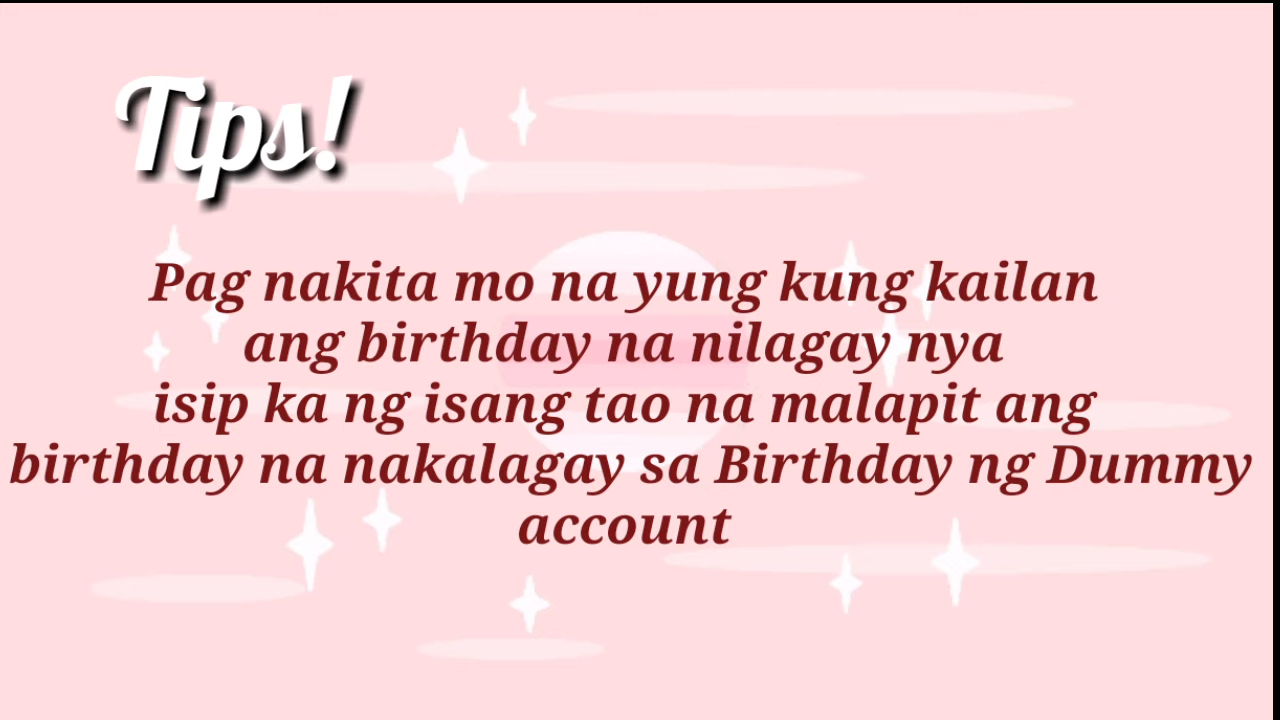 Tips!
Pag nakita mo na yung kung kailan
ang birthday na nilagay nya
isip ka ng isang tao na malapit ang
birthday na nakalagay sa Birthday ng Dummy
account